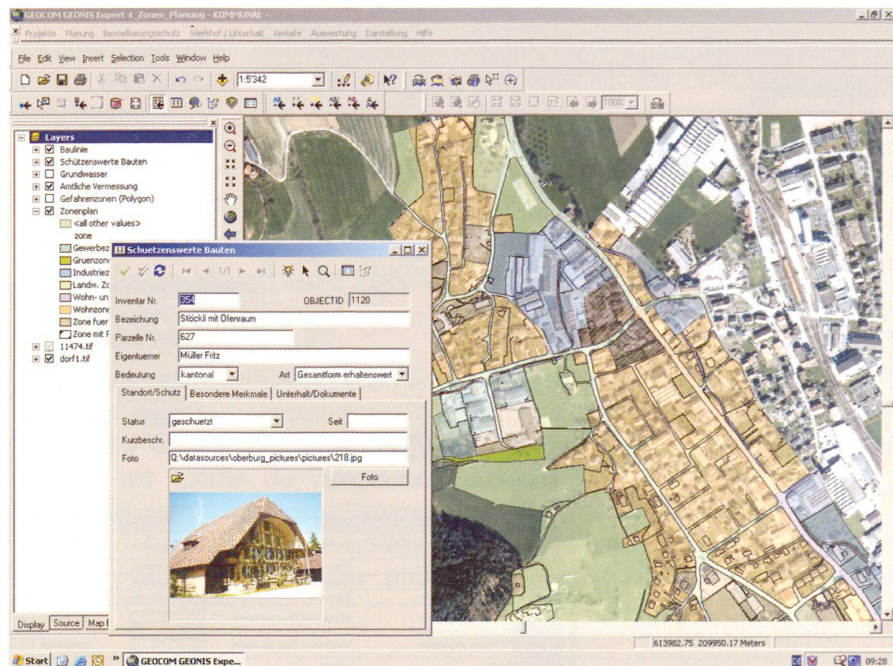 GEOCOM GEONIS Expert 4_Zonen_Planung - KOMMUNAL -
Projekte Planung Bevoelkerungsschutz Werkhof / Unterhalt Verkehr Auswertung Darstellung Hilfe
File Edit View Insert Selection Tools Window Help
1:5'342
100%
Layers
Baulinie
Schützenswerte Bauten
Grundwasser
Amtliche Vermessung
Gefahrenzonen (Polygon)
Zonenplan
<all other values>
zone
Gewerbez
Gruenzon
Industriez
Landw. Zo
Wohn- un
Wohnzone
Zone fuer
Zone mit P
11474.tif
dorf1.tif
Schuetzenswerte Bauten
1/1
Inventar Nr. 354 OBJECTID 1120
Bezeichung Stöckli mit Ofenraum
Parzelle Nr. 627
Eigentuemer Müller Fritz
Bedeutung kantonal Art Gesamtform erhaltenswert
Standort/Schutz Besondere Merkmale Unterhalt/Dokumente
Status geschuetzt Seit
Kurzbeschr.
Foto Q:\datasources\oberburg_pictures\pictures\218.jpg
Foto
Display Source Map E
613982.75 209950.17 Meters
Start GEOCOM GEONIS Expe... 09:28